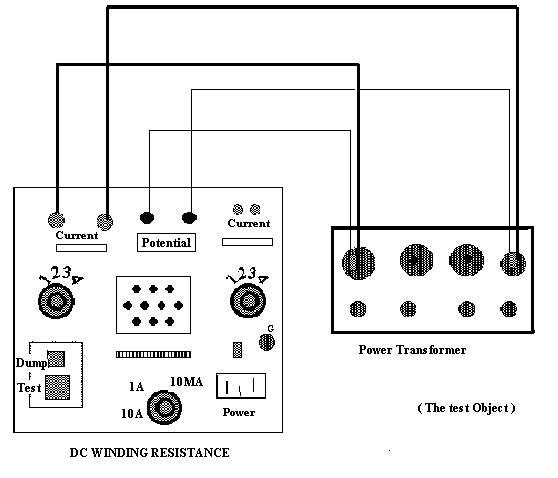 Current
Potential
Current
1 2 3 4
1 2 3 4
G
Dump
Test
1A
10MA
10A
Power
DC WINDING RESISTANCE
Power Transformer
( The test Object )